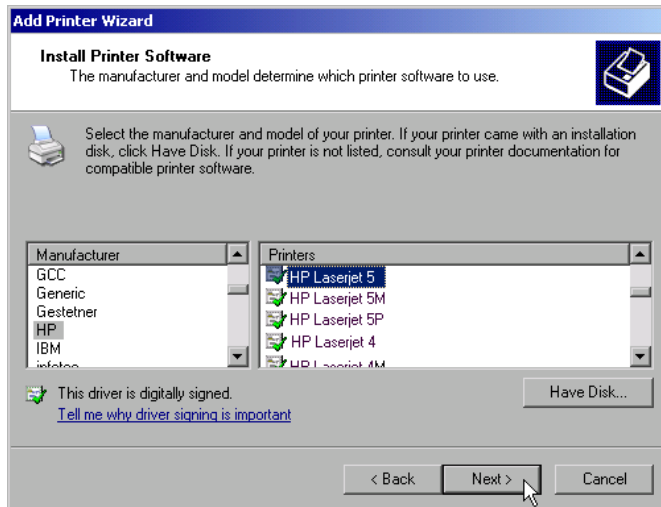 Add Printer Wizard
Install Printer Software
The manufacturer and model determine which printer software to use.
Select the manufacturer and model of your printer. If your printer came with an installation
disk, click Have Disk. If your printer is not listed, consult your printer documentation for
compatible printer software.
Manufacturer
GCC
Generic
Gestetner
HP
IBM
infotec
Printers
HP Laserjet 5
HP Laserjet 5M
HP Laserjet 5P
HP Laserjet 4
HP Laserjet 4M
This driver is digitally signed.
Tell me why driver signing is important
Have Disk...
< Back
Next >
Cancel